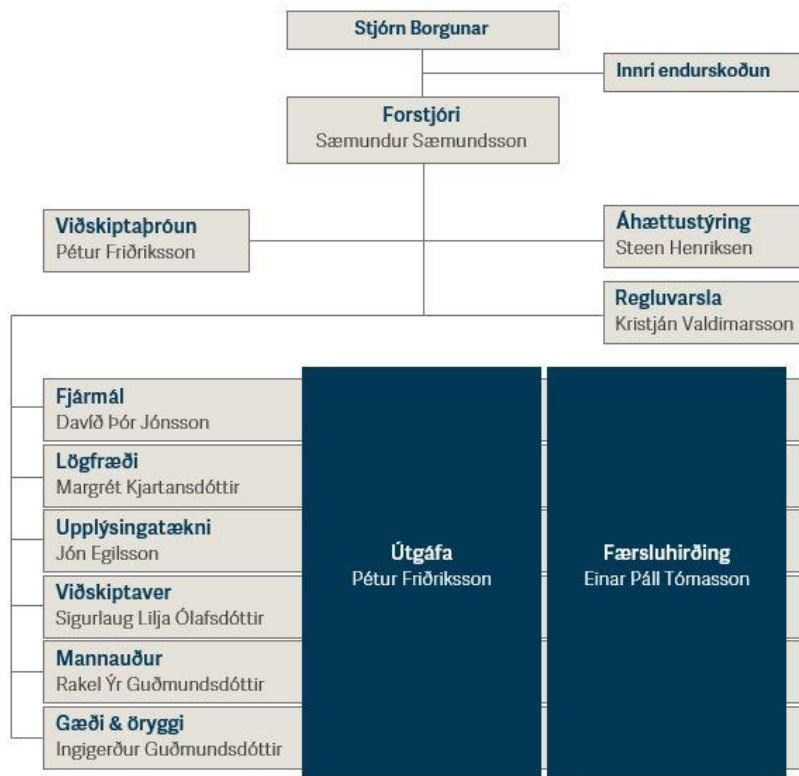 Stjórn Borgunar
Innri endurskoðun
Forstjóri
Sæmundur Sæmundsson
Viðskiptaþróun
Pétur Friðriksson
Áhættustýring
Steen Henriksen
Regluvarsla
Kristján Valdimarsson
Fjármál
Davíð Þór Jónsson
Lögfræði
Margrét Kjartansdóttir
Upplýsingatækni
Jón Egilsson
Viðskiptaver
Sigurlaug Lilja Ólafsdóttir
Mannauður
Rakel Ýr Guðmundsdóttir
Gæði & öryggi
Ingigerður Guðmundsdóttir
Útgáfa
Pétur Friðriksson
Færsluhirðing
Einar Páll Tómasson